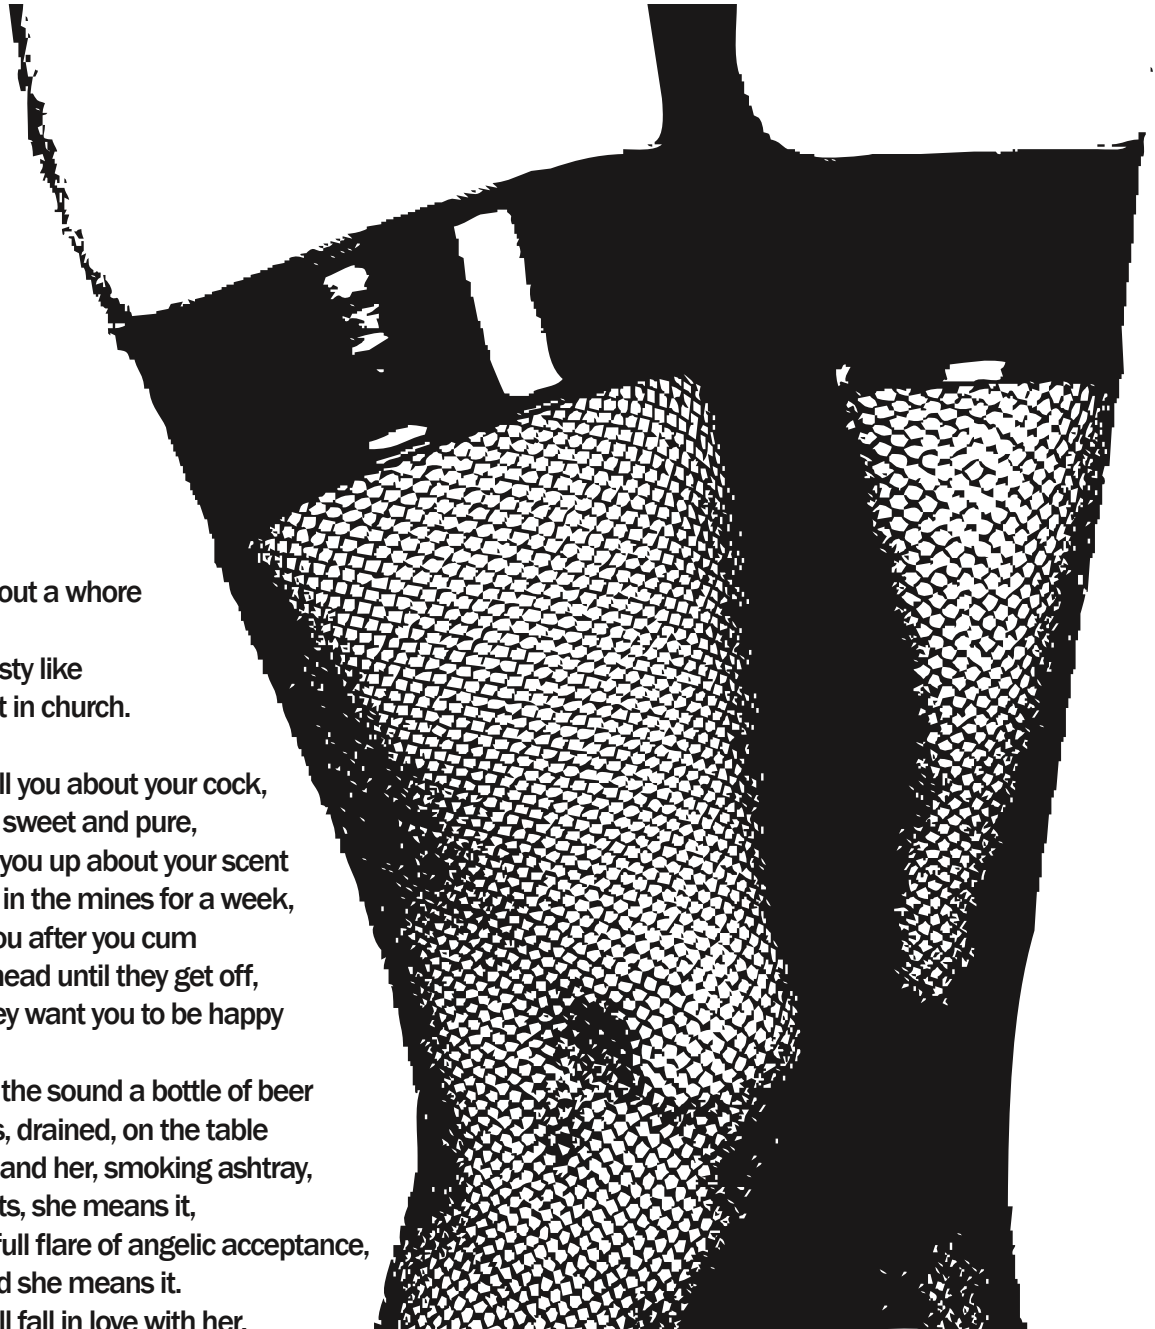 out a whore
sty like
t in church.
ll you about your cock,
sweet and pure,
you up about your scent
in the mines for a week,
ou after you cum
head until they get off,
ey want you to be happy
the sound a bottle of beer
s, drained, on the table
and her, smoking ashtray,
ts, she means it,
full flare of angelic acceptance,
d she means it.
ll fall in love with her.